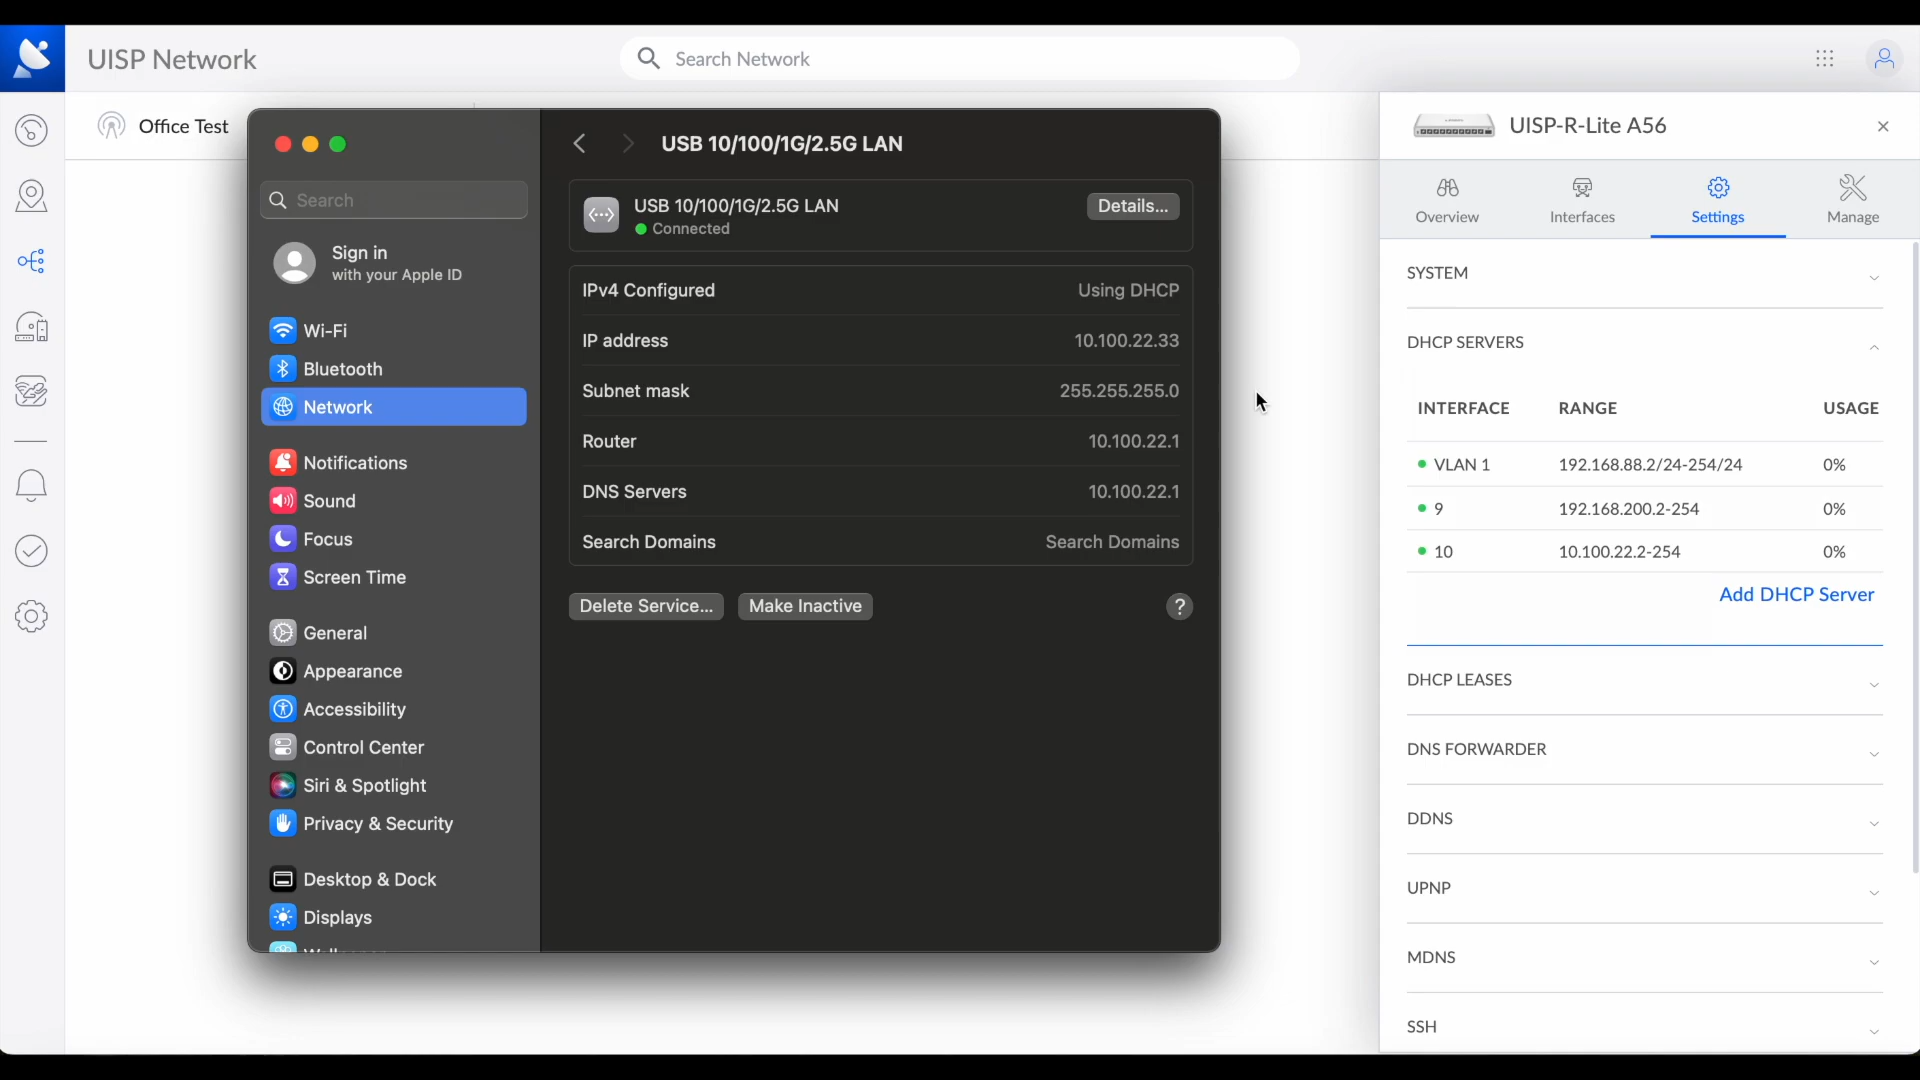 UISP Network
Search Network
Office Test
Search
Sign in
with your Apple ID
Wi-Fi
Bluetooth
Network
Notifications
Sound
Focus
Screen Time
General
Appearance
Accessibility
Control Center
Siri & Spotlight
Privacy & Security
Desktop & Dock
Displays
USB 10/100/1G/2.5G LAN
USB 10/100/1G/2.5G LAN
Connected
Details...
IPv4 Configured Using DHCP
IP address 10.100.22.33
Subnet mask 255.255.255.0
Router 10.100.22.1
DNS Servers 10.100.22.1
Search Domains Search Domains
Delete Service... Make Inactive ?
UISP-R-Lite A56
Overview Interfaces Settings Manage
SYSTEM
DHCP SERVERS
INTERFACE RANGE USAGE
VLAN 1 192.168.88.2/24-254/24 0%
9 192.168.200.2-254 0%
10 10.100.22.2-254 0%
Add DHCP Server
DHCP LEASES
DNS FORWARDER
DDNS
UPNP
MDNS
SSH